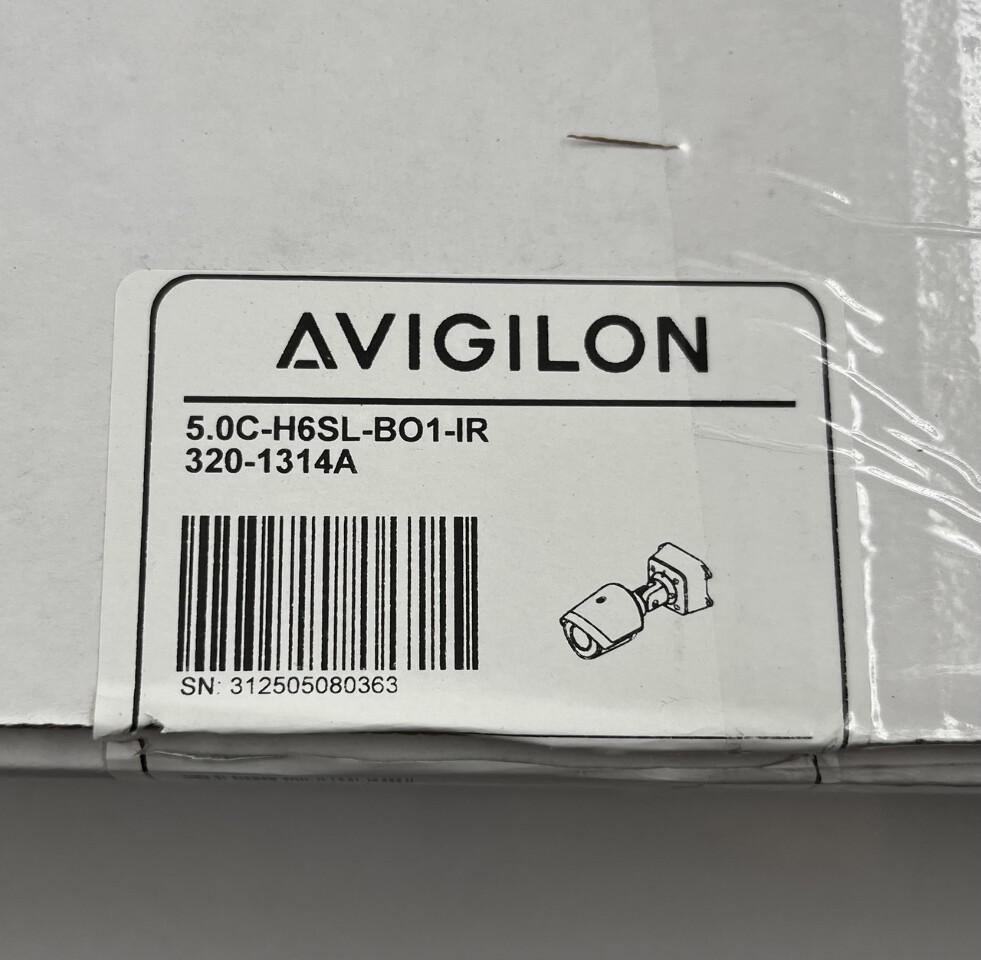 AVIGILON
5.0C-H6SL-BO1-IR
320-1314A
SN: 312505080363